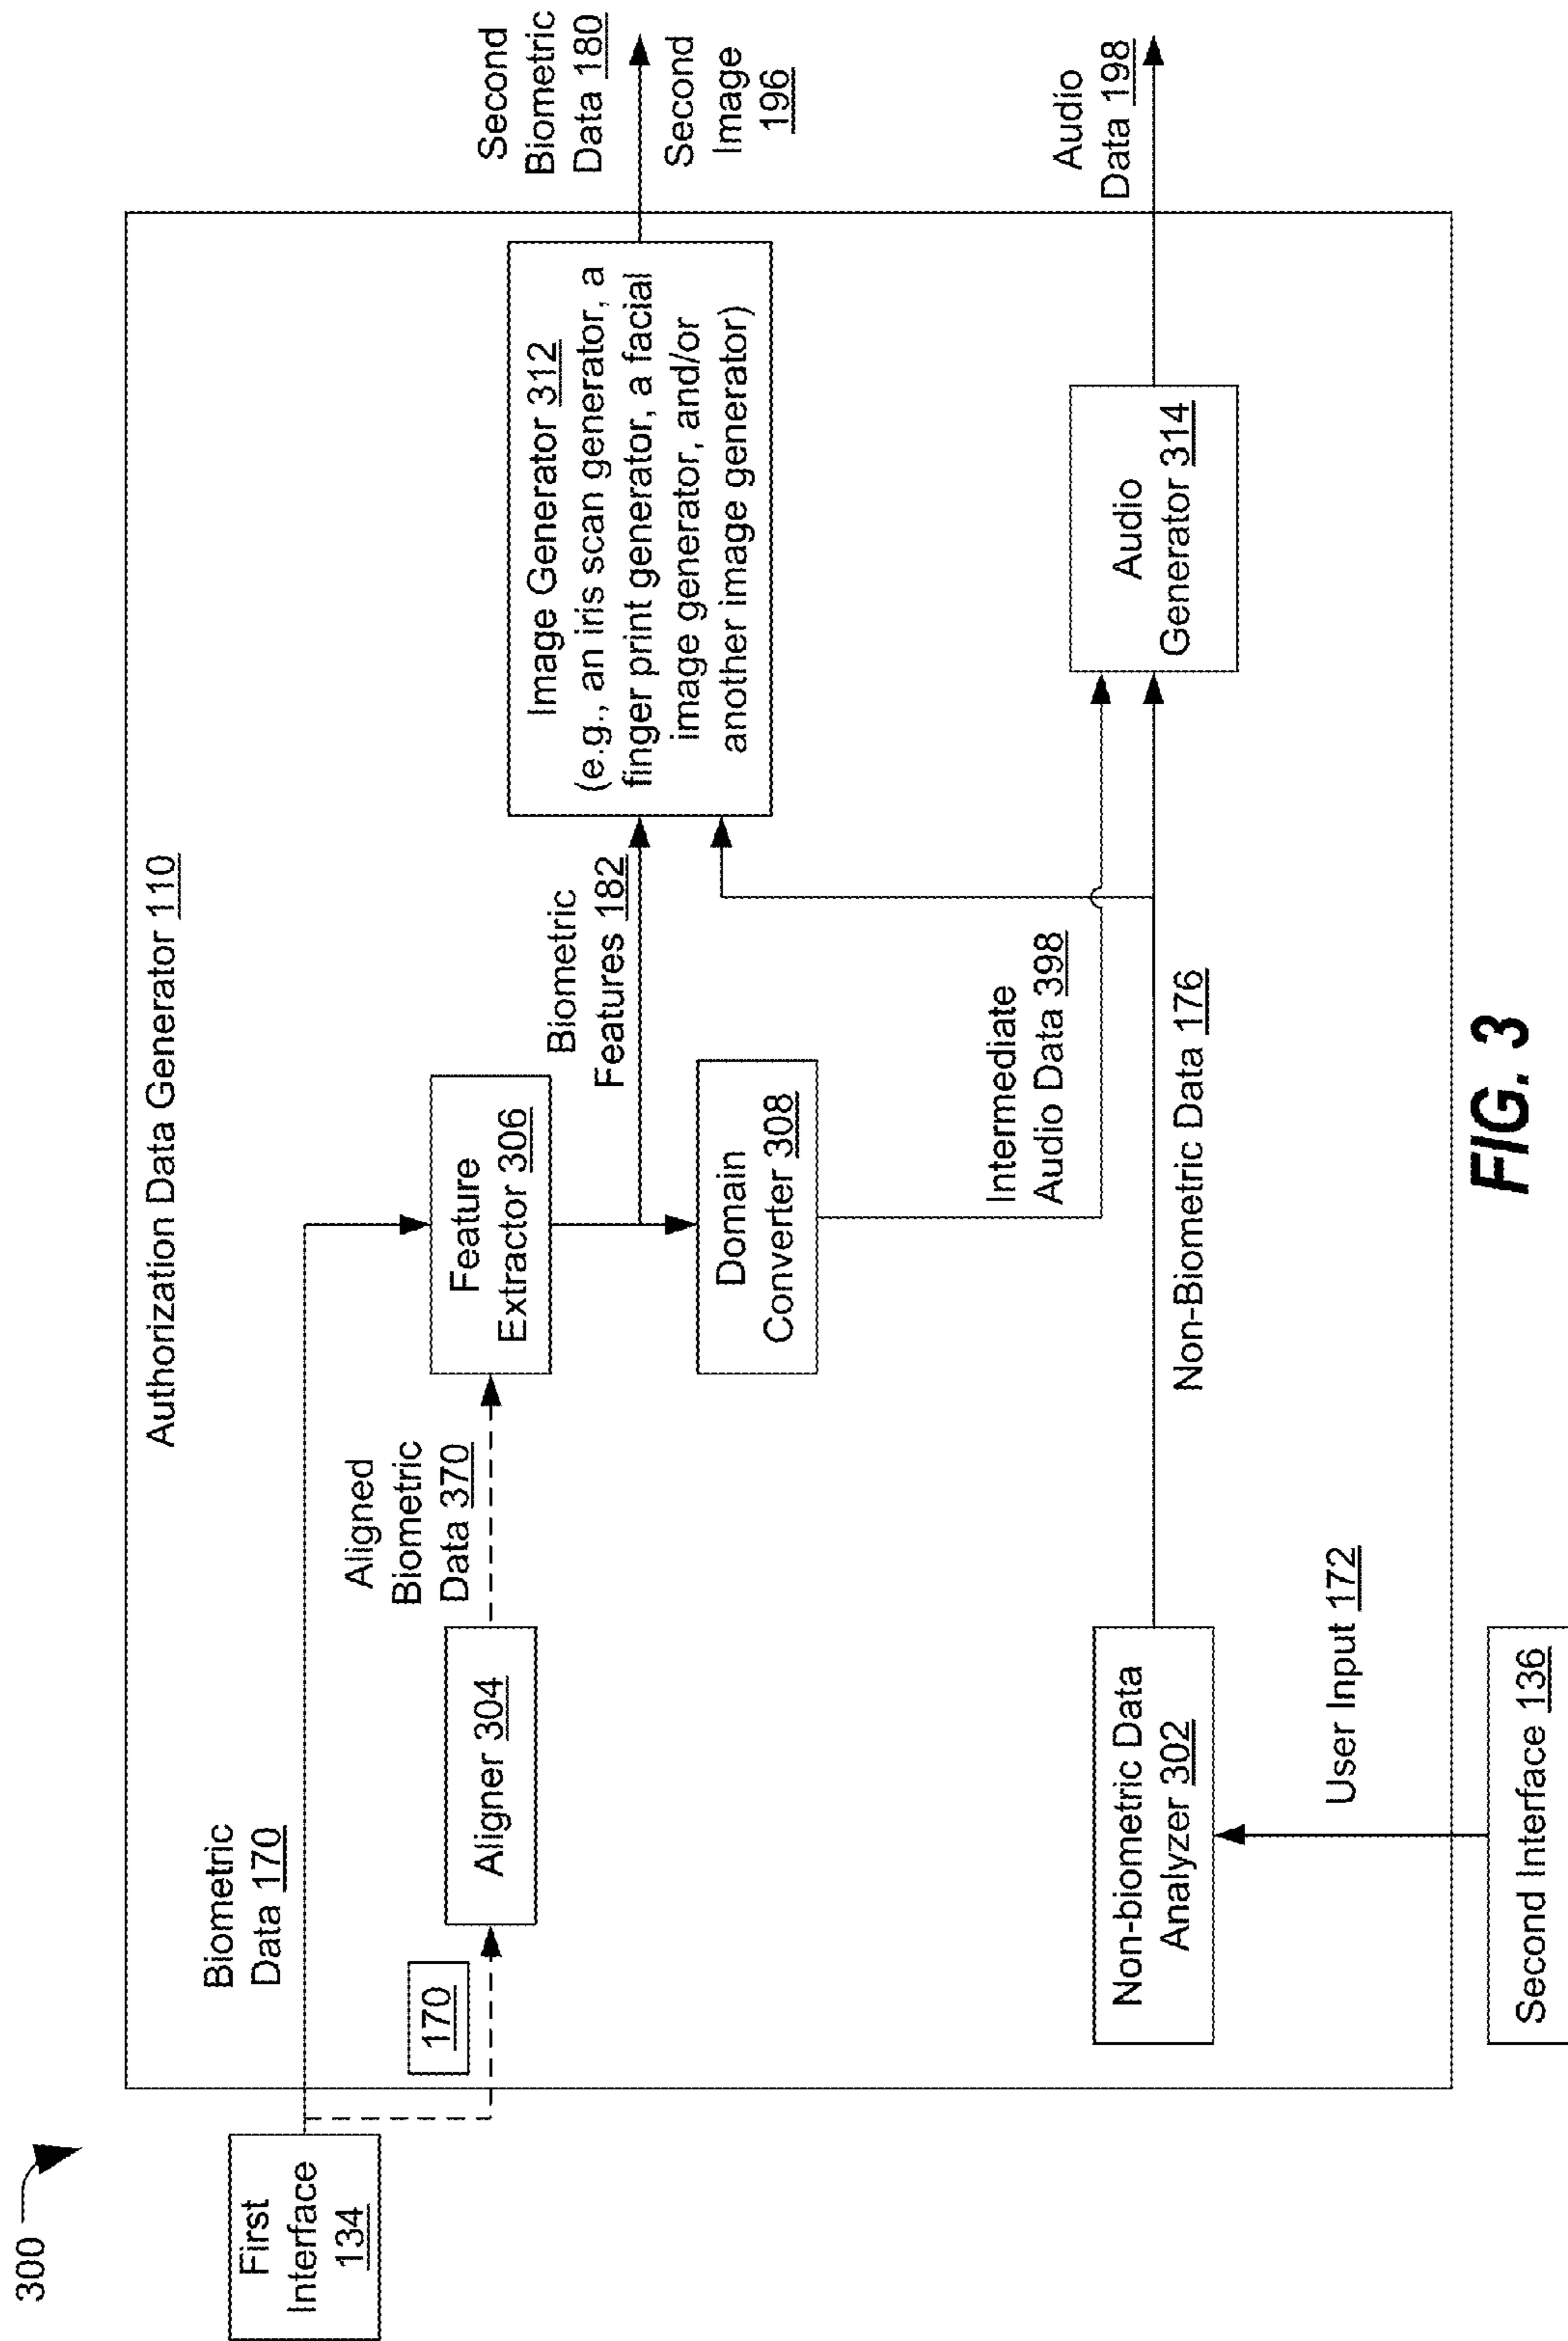 300
First
Interface
134
Biometric
Data 170
170
Authorization Data Generator 110
Aligner 304
Aligned
Biometric
Data 370
Feature
Extractor 306
Biometric
Features 182
Domain
Converter 308
Image Generator 312
(e.g., an iris scan generator, a
finger print generator, a facial
image generator, and/or
another image generator)
Second
Biometric
Data 180
Second
Image
196
Intermediate
Audio Data 398
Non-biometric Data
Analyzer 302
Non-Biometric Data 176
Audio
Generator 314
Audio
Data 198
User Input 172
Second Interface 136
FIG. 3